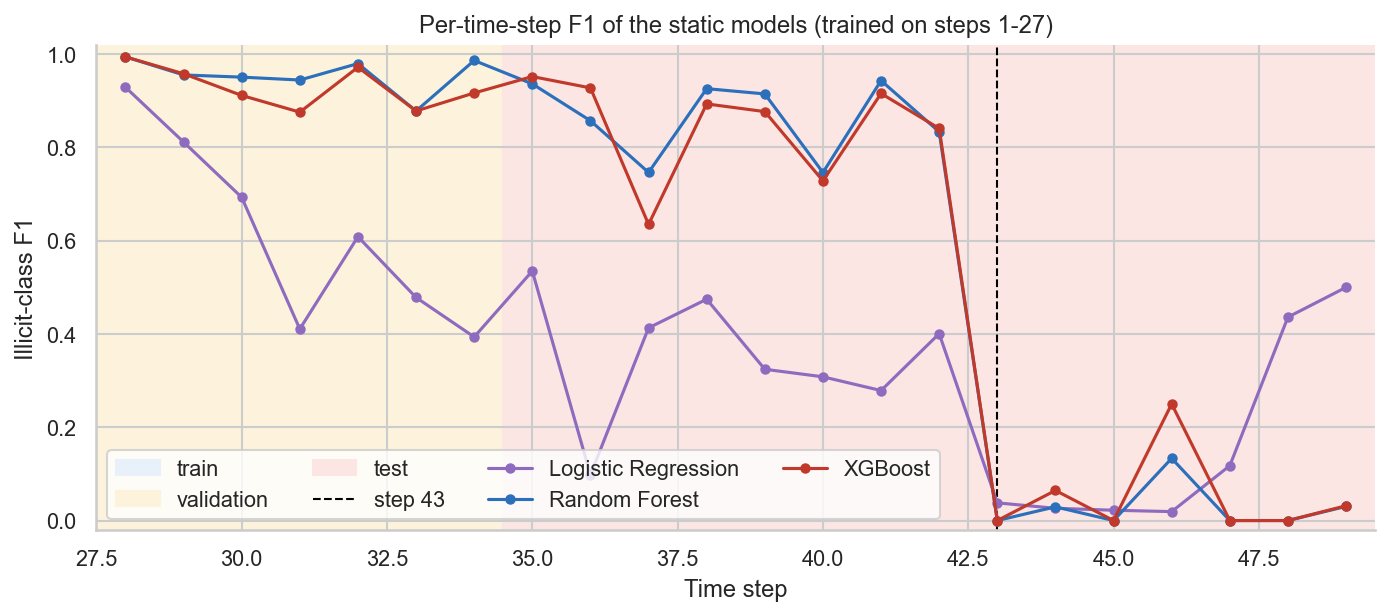 Per-time-step F1 of the static models (trained on steps 1-27)
Illicit-class F1
1.0
0.8
0.6
0.4
0.2
0.0
train
validation
test
step 43
Logistic Regression
Random Forest
XGBoost
27.5 30.0 32.5 35.0 37.5 40.0 42.5 45.0 47.5
Time step